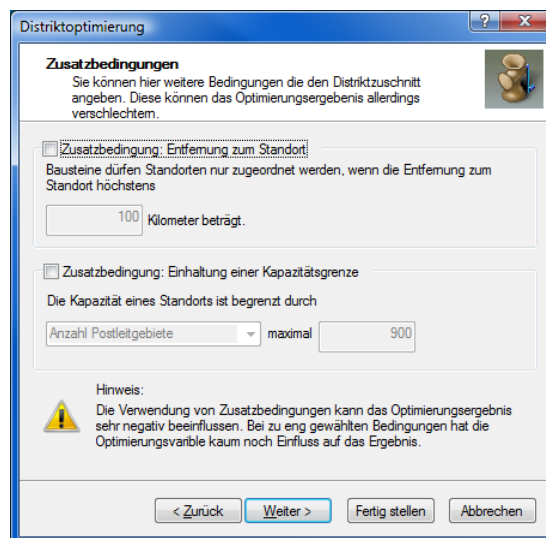 Distriktoptimierung
?
Zusatzbedingungen
Sie können hier weitere Bedingungen die den Distriktzuschnitt
angeben. Diese können das Optimierungsergebenis allerdings
verschlechtern.
Zusatzbedingung: Entfernung zum Standort
Bausteine dürfen Standorten nur zugeordnet werden, wenn die Entfernung zum
Standort höchstens
100 Kilometer beträgt.
Zusatzbedingung: Einhaltung einer Kapazitätsgrenze
Die Kapazität eines Standorts ist begrenzt durch
Anzahl Postleitgebiete maximal 900
Hinweis:
Die Verwendung von Zusatzbedingungen kann das Optimierungsergebnis
sehr negativ beeinflussen. Bei zu eng gewählten Bedingungen hat die
Optimierungsvarible kaum noch Einfluss auf das Ergebnis.
< Zurück Weiter > Fertig stellen Abbrechen